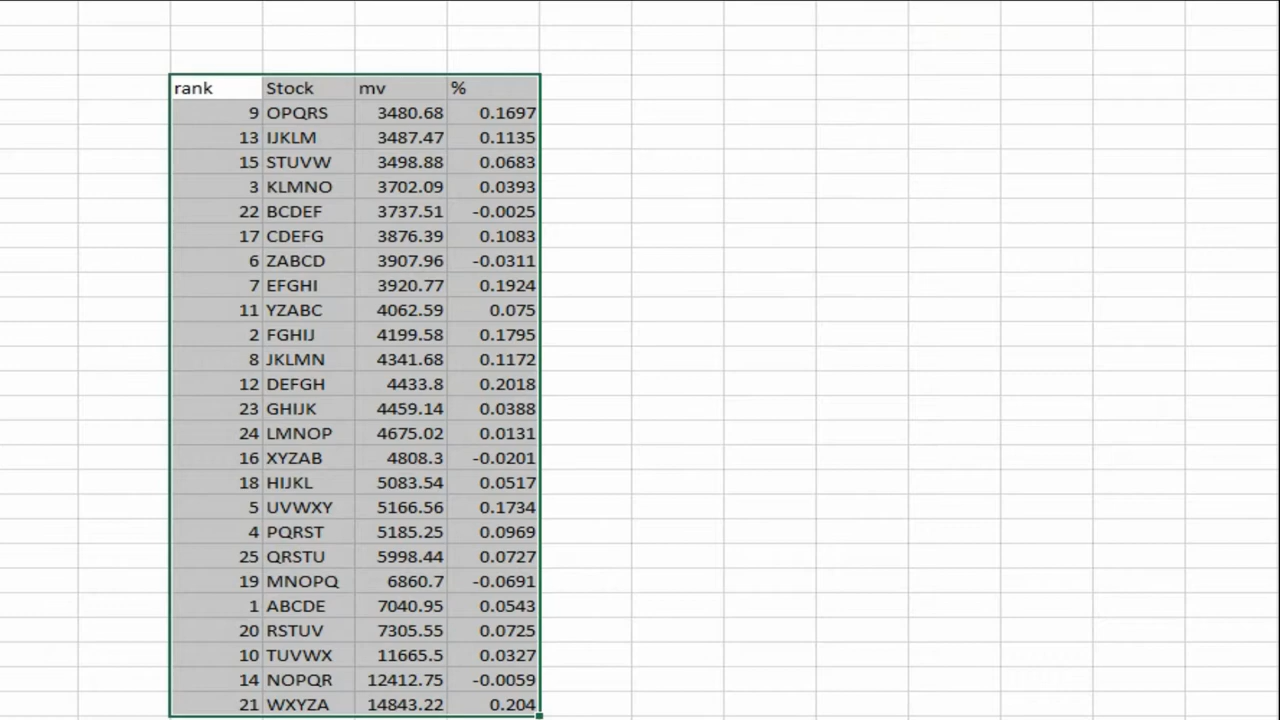 rank Stock mv %
9 OPQRS 3480.68 0.1697
13 IJKLM 3487.47 0.1135
15 STUVW 3498.88 0.0683
3 KLMNO 3702.09 0.0393
22 BCDEF 3737.51 -0.0025
17 CDEFG 3876.39 0.1083
6 ZABCD 3907.96 -0.0311
7 EFGHI 3920.77 0.1924
11 YZABC 4062.59 0.075
2 FGHIJ 4199.58 0.1795
8 JKLMN 4341.68 0.1172
12 DEFGH 4433.8 0.2018
23 GHIJK 4459.14 0.0388
24 LMNOP 4675.02 0.0131
16 XYZAB 4808.3 -0.0201
18 HIJKL 5083.54 0.0517
5 UVWXY 5166.56 0.1734
4 PQRST 5185.25 0.0969
25 QRSTU 5998.44 0.0727
19 MNOPQ 6860.7 -0.0691
1 ABCDE 7040.95 0.0543
20 RSTUV 7305.55 0.0725
10 TUVWX 11665.5 0.0327
14 NOPQR 12412.75 -0.0059
21 WXYZA 14843.22 0.204